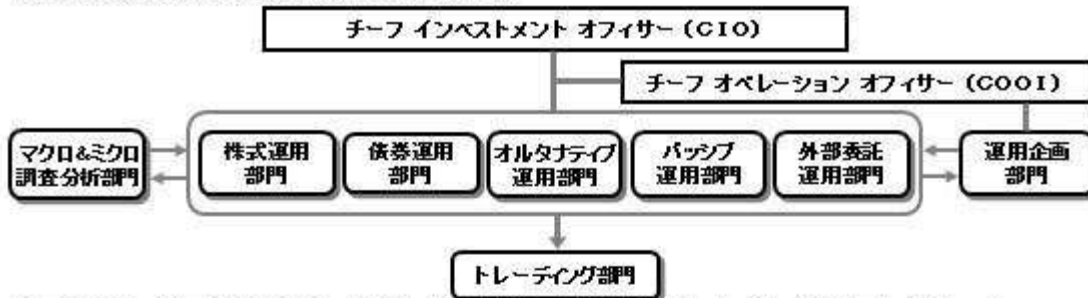 チーフ インベストメント オフィサー (CIO)
チーフ オペレーション オフィサー (COOI)
マクロ&ミクロ
調査分析部門
株式運用
部門
債券運用
部門
オルタナティブ
運用部門
パッシブ
運用部門
外部委託
運用部門
運用企画
部門
トレーディング部門